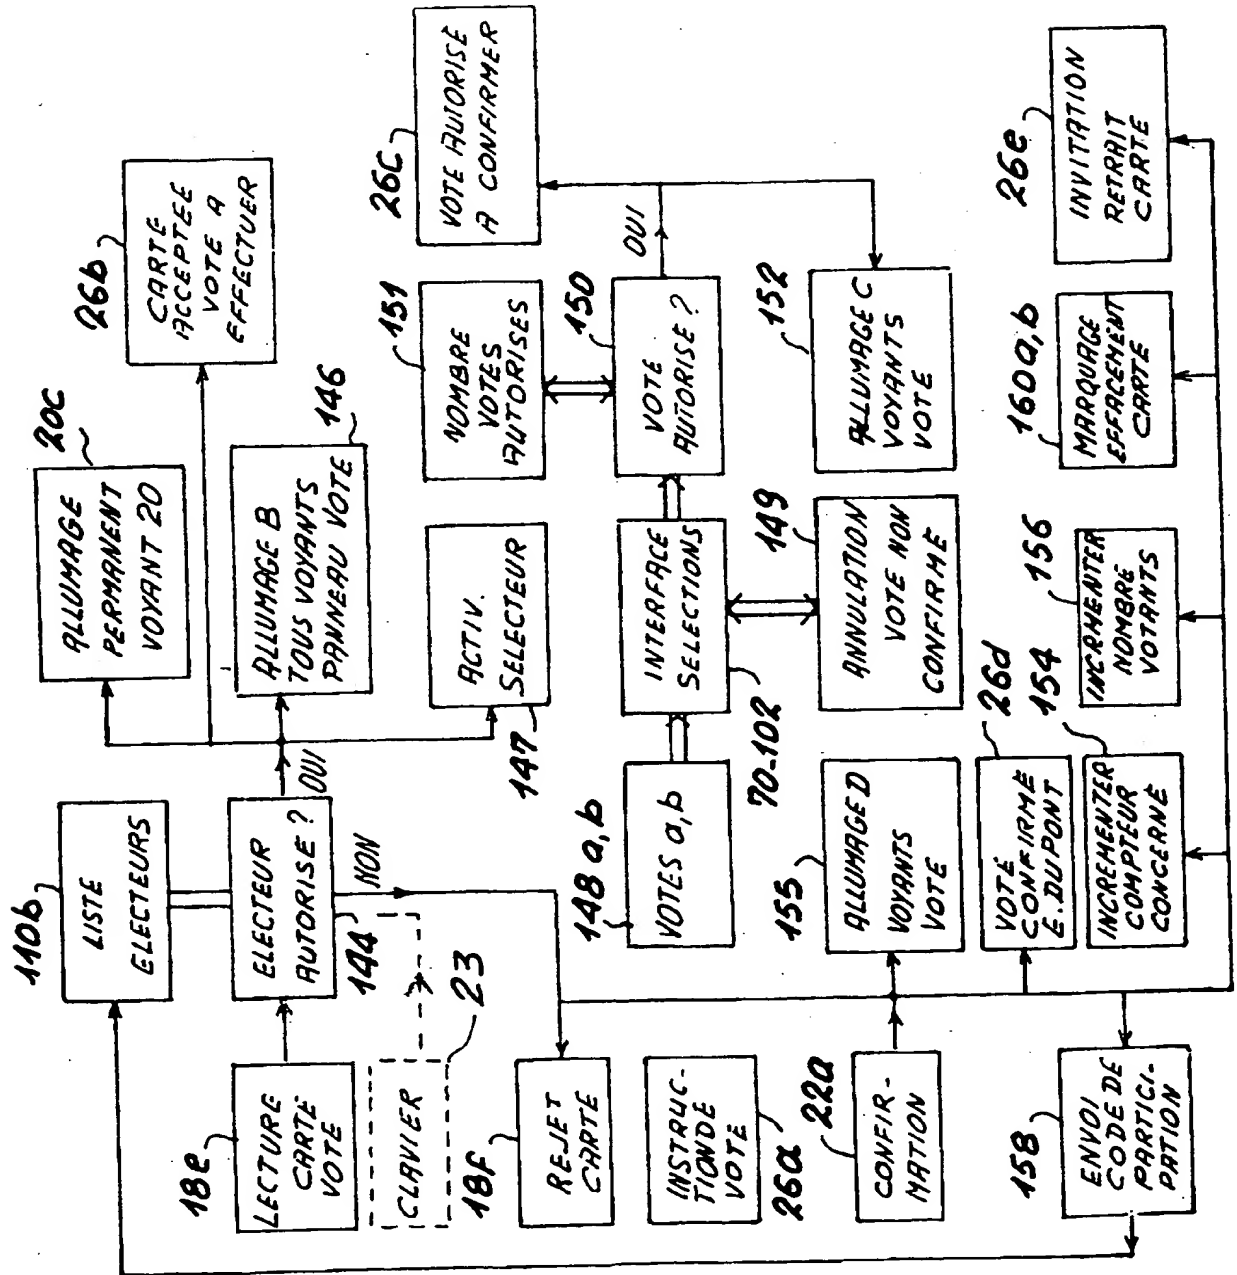 110b
LISTE
ELECTEURS
18e
LECTURE
CARTE
VOTE
ELECTEUR
AUTORISE ?
144
OUI
NON
CLAVIER
23
18f
REJET
CARTE
20c
ALLUMAGE
PERMANENT
VOYANT 20
26b
CARTE
ACCEPTEE
VOTE A
EFFECTUER
ALLUMAGE B
TOUS VOYANTS
PANNEAU VOTE
146
ACTIV.
SELECTEUR
147
148 a, b
VOTES a, b
INTERFACE
SELECTIONS
70-102
151
NOMBRE
VOTES
AUTORISES
VOTE
AUTORISE ?
150
OUI
26C
VOTE AUTORISE
A CONFIRMER
152
ALLUMAGE C
VOYANTS
VOTE
149
ANNULATION
VOTE NON
CONFIRME
INSTRUC-
TION DE
VOTE
26a
22a
CONFIR-
MATION
155
ALLUMAGE D
VOYANTS
VOTE
26d
VOTE
CONFIRME
E. DUPONT
154
INCREMENTER
COMPTEUR
CONCERNE
156
INCREMENTER
NOMBRE
VOTANTS
160a, b
MARQUAGE
EFFACEMENT
CARTE
26e
INVITATION
RETRAIT
CARTE
158
ENVOI
CODE DE
PARTICI-
PATION